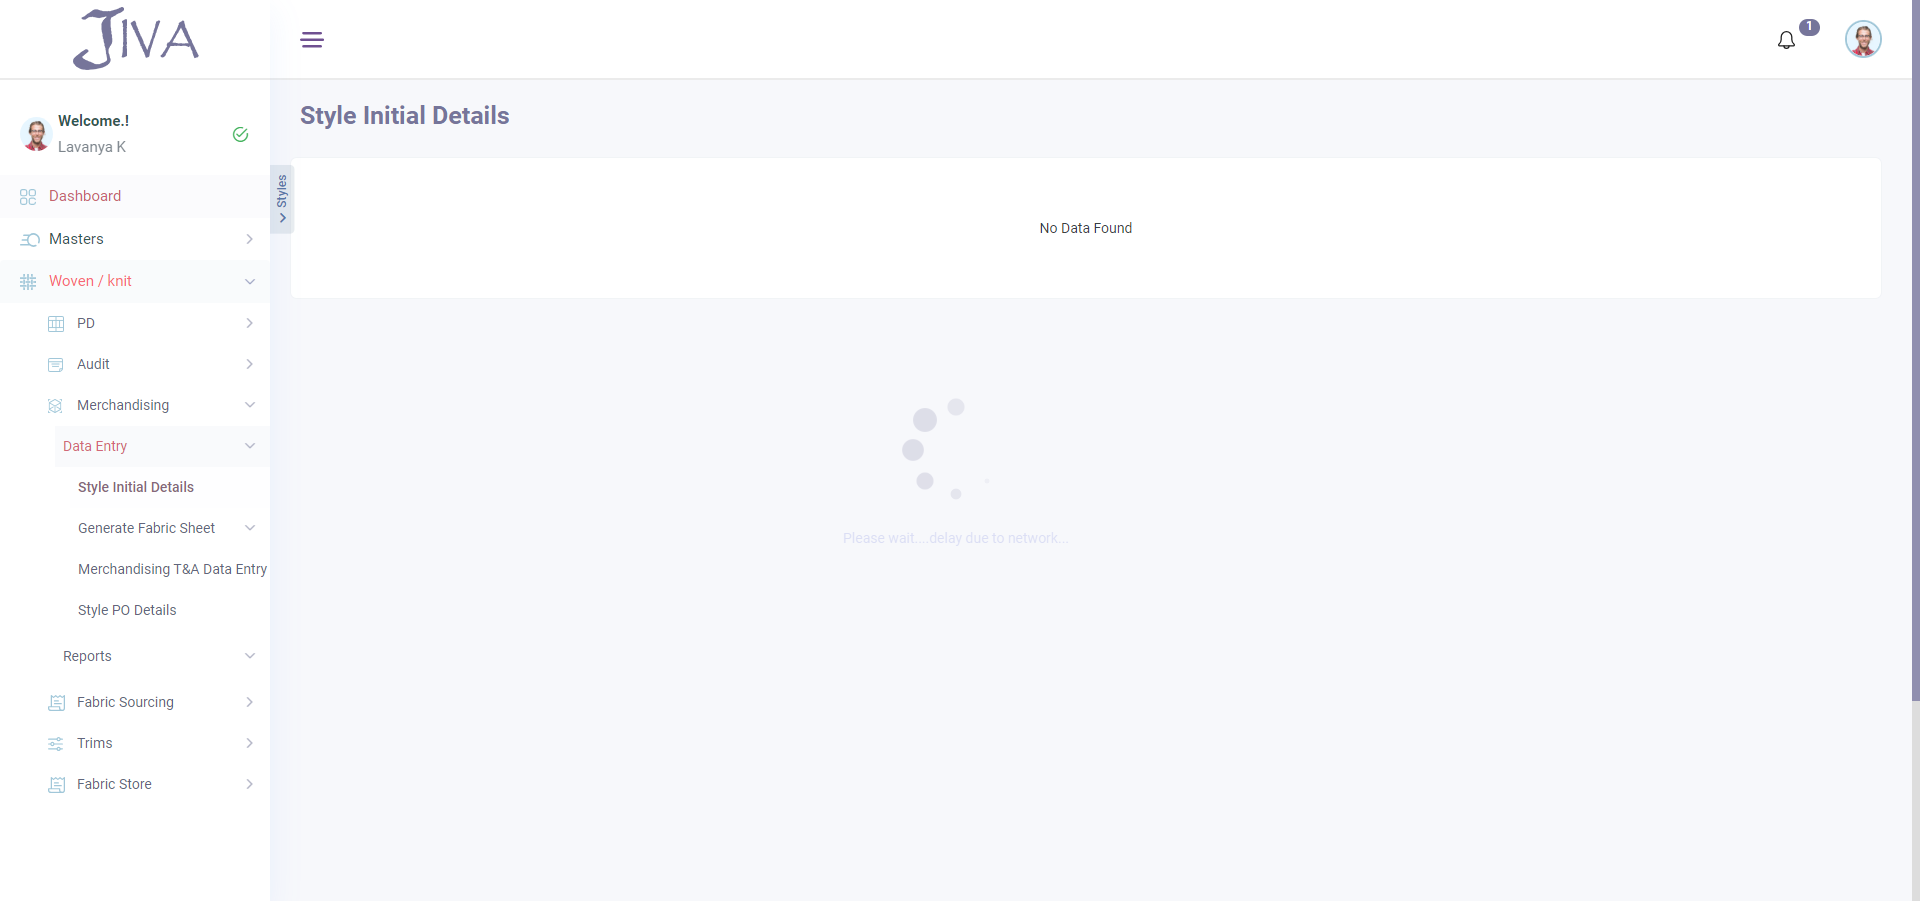 JIVA
1
Welcome.!
Lavanya K
Dashboard
Masters
Woven / knit
PD
Audit
Merchandising
Data Entry
Style Initial Details
Generate Fabric Sheet
Merchandising T&A Data Entry
Style PO Details
Reports
Fabric Sourcing
Trims
Fabric Store
Styles
Style Initial Details
No Data Found
Please wait....delay due to network...